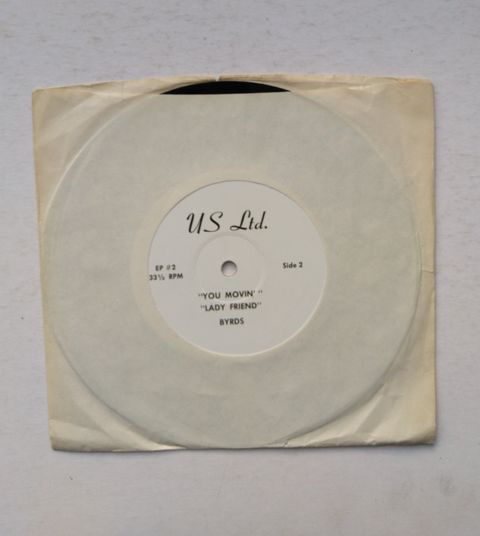 US Ltd.
EP #2
33⅓ RPM
Side 2
"YOU MOVIN'"
"LADY FRIEND"
BYRDS